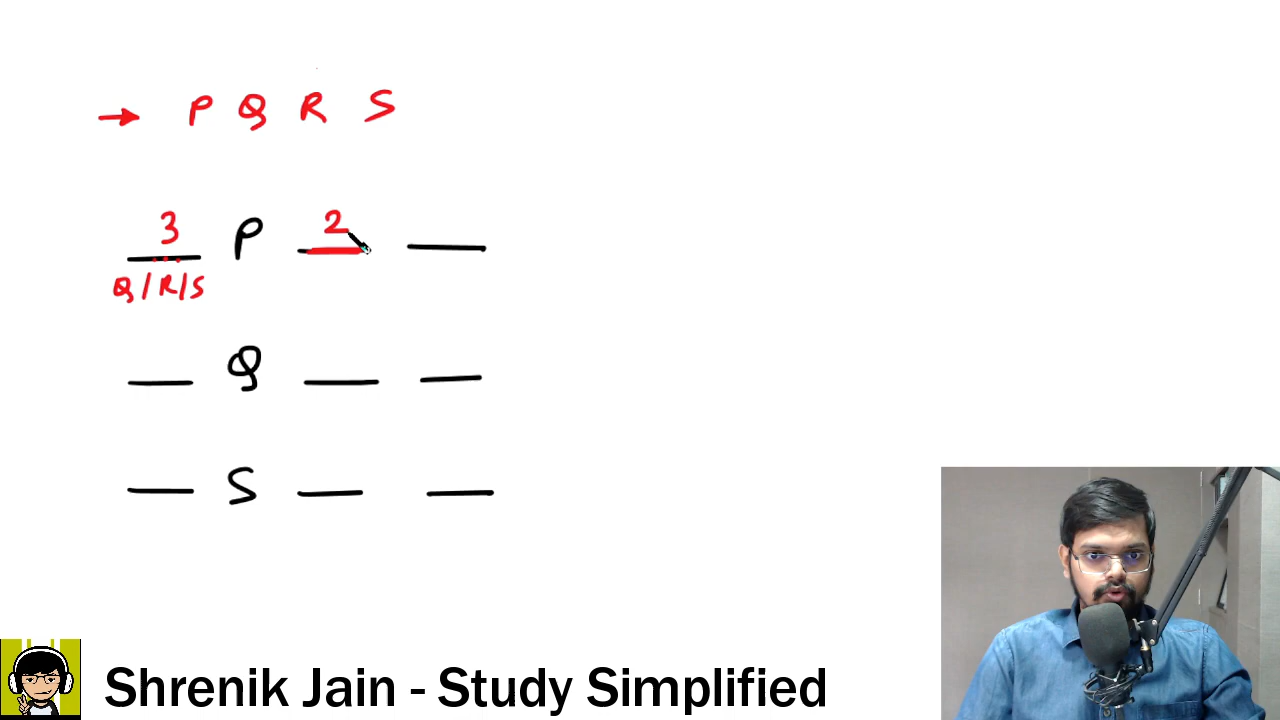 → P Q R S
3 P 2
Q/R/S
Q
S
Shrenik Jain - Study Simplified